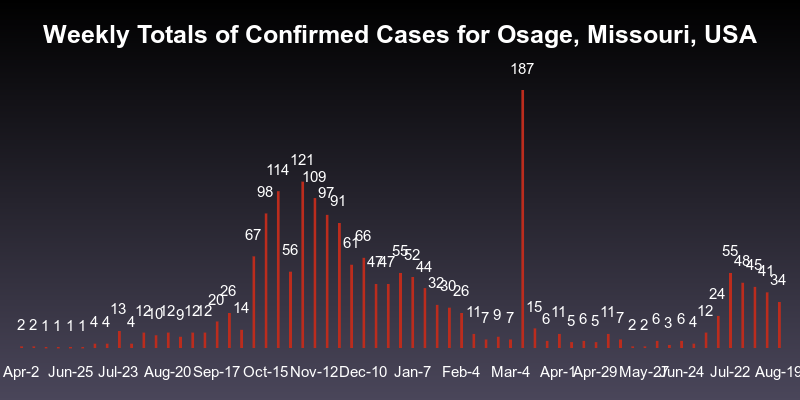 Weekly Totals of Confirmed Cases for Osage, Missouri, USA
2 2 1 1 1 1 4 4 13 4 12 10 12 9 12 12 20 26 14 67 98 114 56 121 109 97 91 61 66 47 47 55 52 44 32 30 26 11 7 9 7 187 15 6 11 5 6 5 11 7 2 2 6 3 6 4 12 24 55 48 45 41 34
Apr-2 Jun-25 Jul-23 Aug-20 Sep-17 Oct-15 Nov-12 Dec-10 Jan-7 Feb-4 Mar-4 Apr-1 Apr-29 May-27 Jun-24 Jul-22 Aug-19